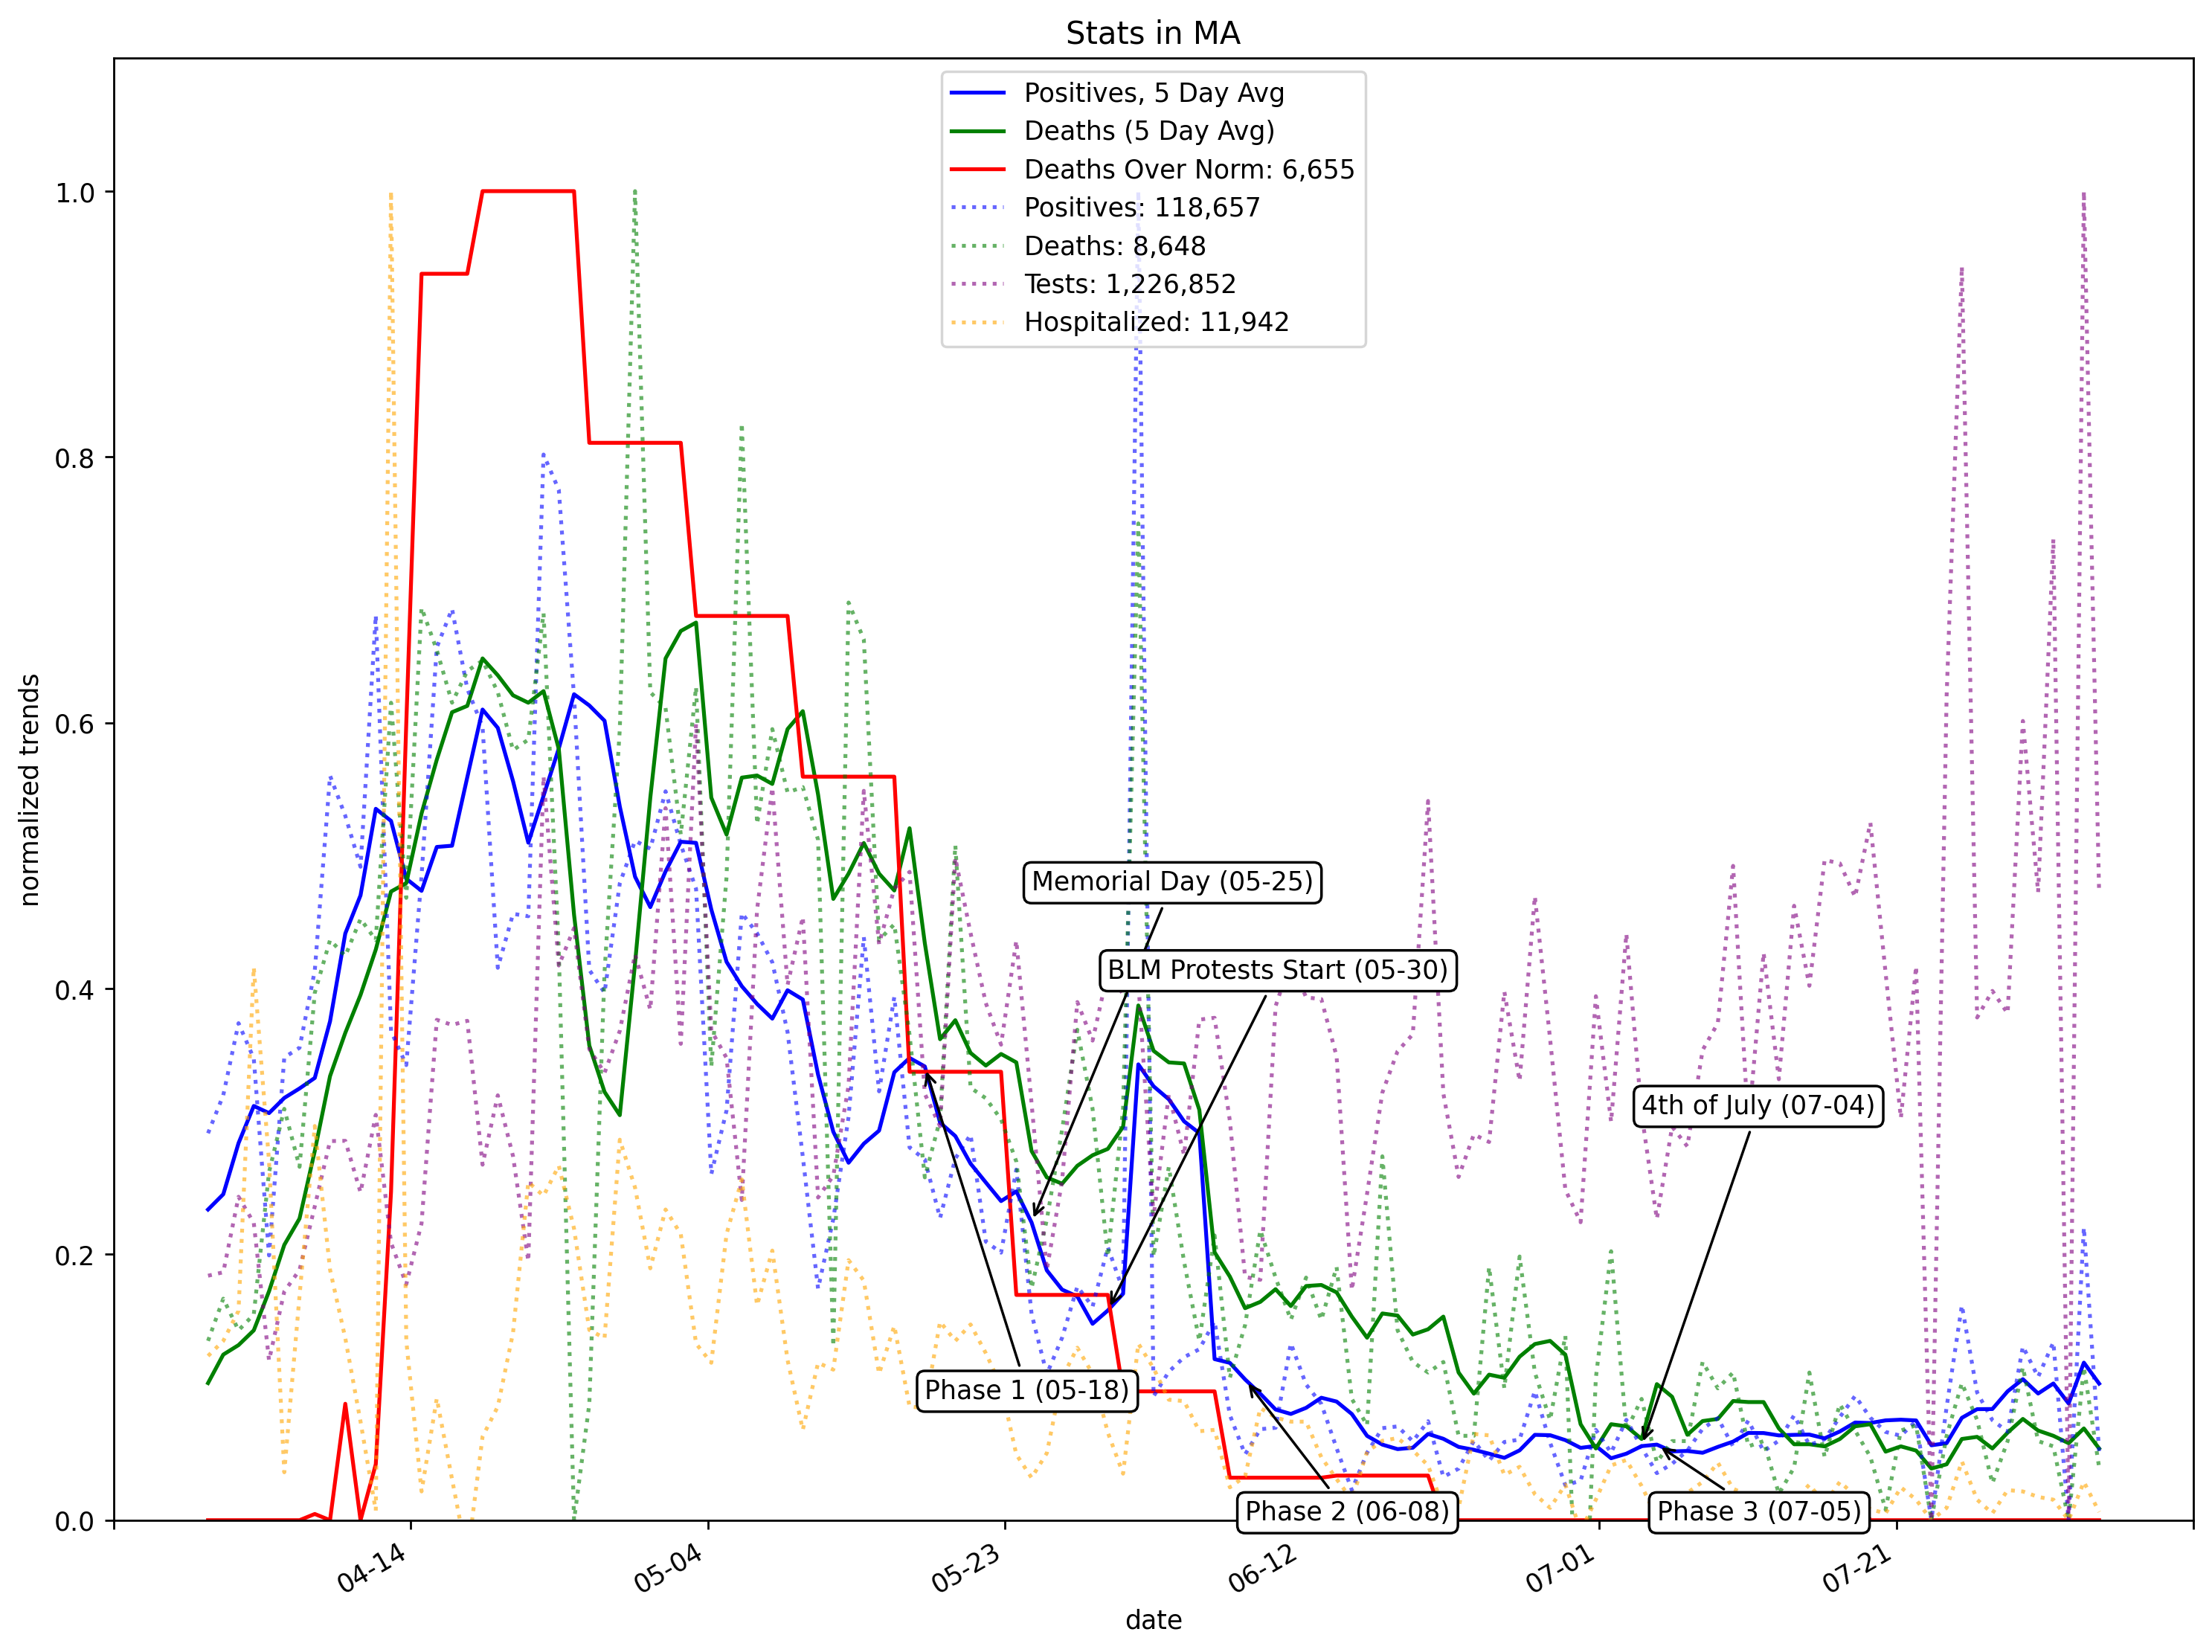 Stats in MA
Positives, 5 Day Avg
Deaths (5 Day Avg)
Deaths Over Norm: 6,655
Positives: 118,657
Deaths: 8,648
Tests: 1,226,852
Hospitalized: 11,942
normalized trends
1.0
0.8
0.6
0.4
0.2
0.0
Memorial Day (05-25)
BLM Protests Start (05-30)
4th of July (07-04)
Phase 1 (05-18)
Phase 2 (06-08)
Phase 3 (07-05)
04-14
05-04
05-23
06-12
07-01
07-21
date